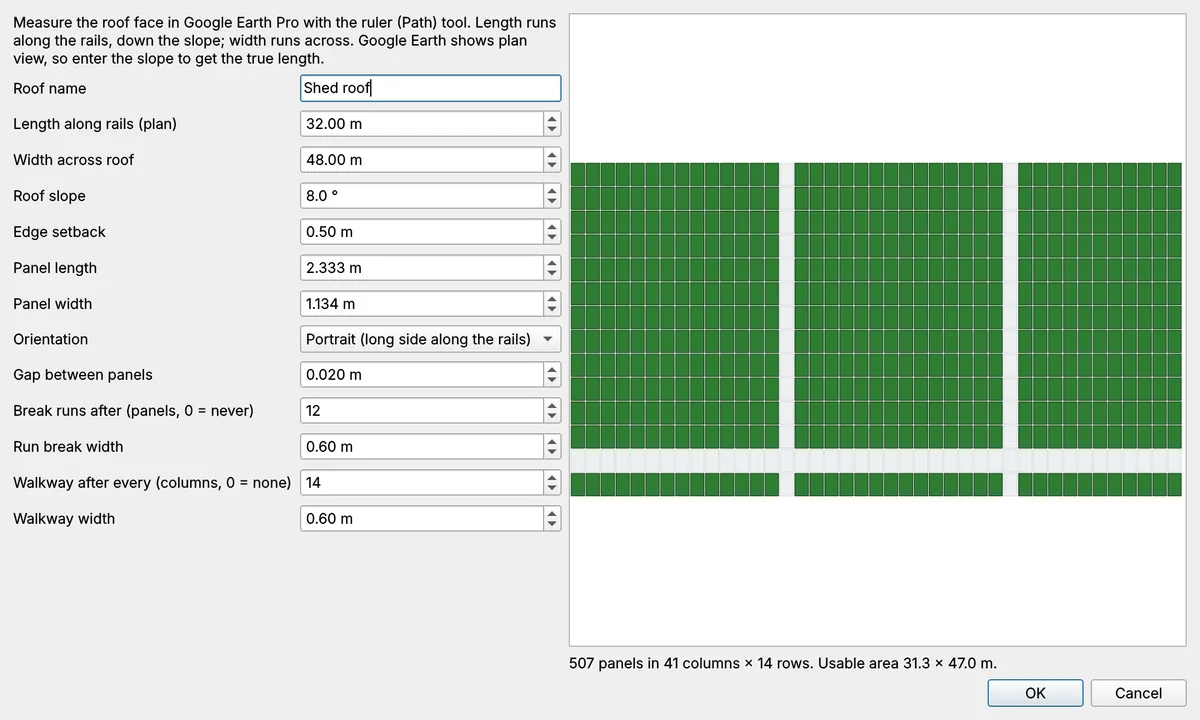 Measure the roof face in Google Earth Pro with the ruler (Path) tool. Length runs
along the rails, down the slope; width runs across. Google Earth shows plan
view, so enter the slope to get the true length.
Roof name Shed roof
Length along rails (plan) 32.00 m
Width across roof 48.00 m
Roof slope 8.0 °
Edge setback 0.50 m
Panel length 2.333 m
Panel width 1.134 m
Orientation Portrait (long side along the rails)
Gap between panels 0.020 m
Break runs after (panels, 0 = never) 12
Run break width 0.60 m
Walkway after every (columns, 0 = none) 14
Walkway width 0.60 m
507 panels in 41 columns × 14 rows. Usable area 31.3 × 47.0 m.
OK Cancel